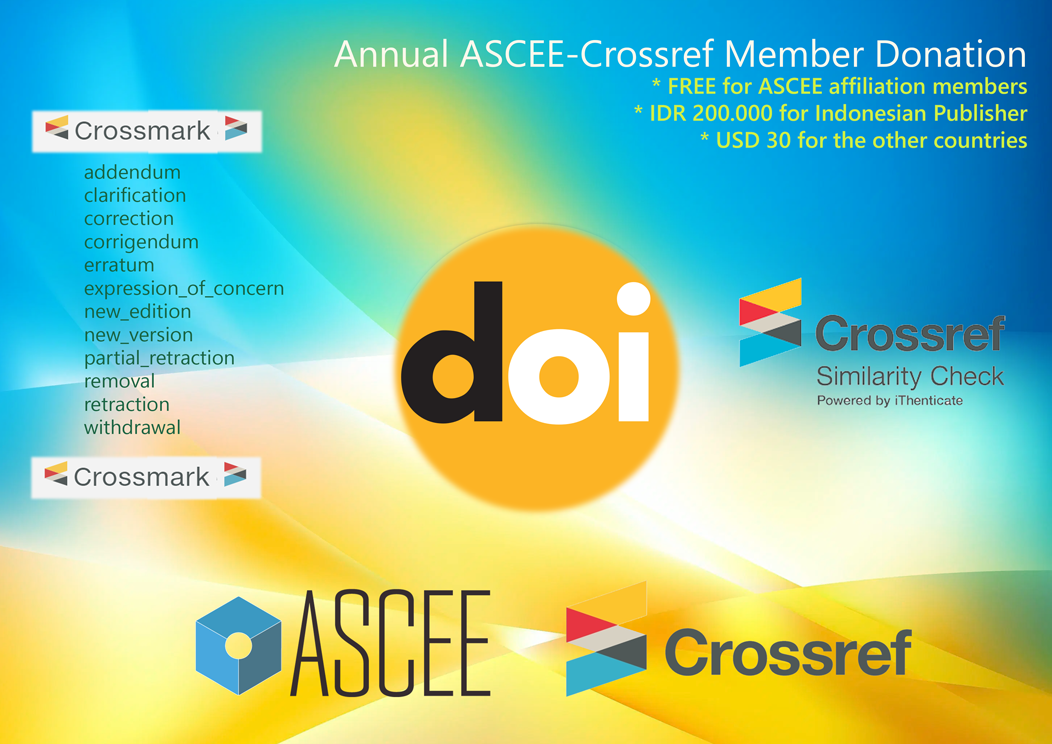 Annual ASCEE-Crossref Member Donation
* FREE for ASCEE affiliation members
* IDR 200.000 for Indonesian Publisher
* USD 30 for the other countries
Crossmark
addendum
clarification
correction
corrigendum
erratum
expression_of_concern
new_edition
new_version
partial_retraction
removal
retraction
withdrawal
Crossmark
doi
Crossref
Similarity Check
Powered by iThenticate
ASCEE
Crossref